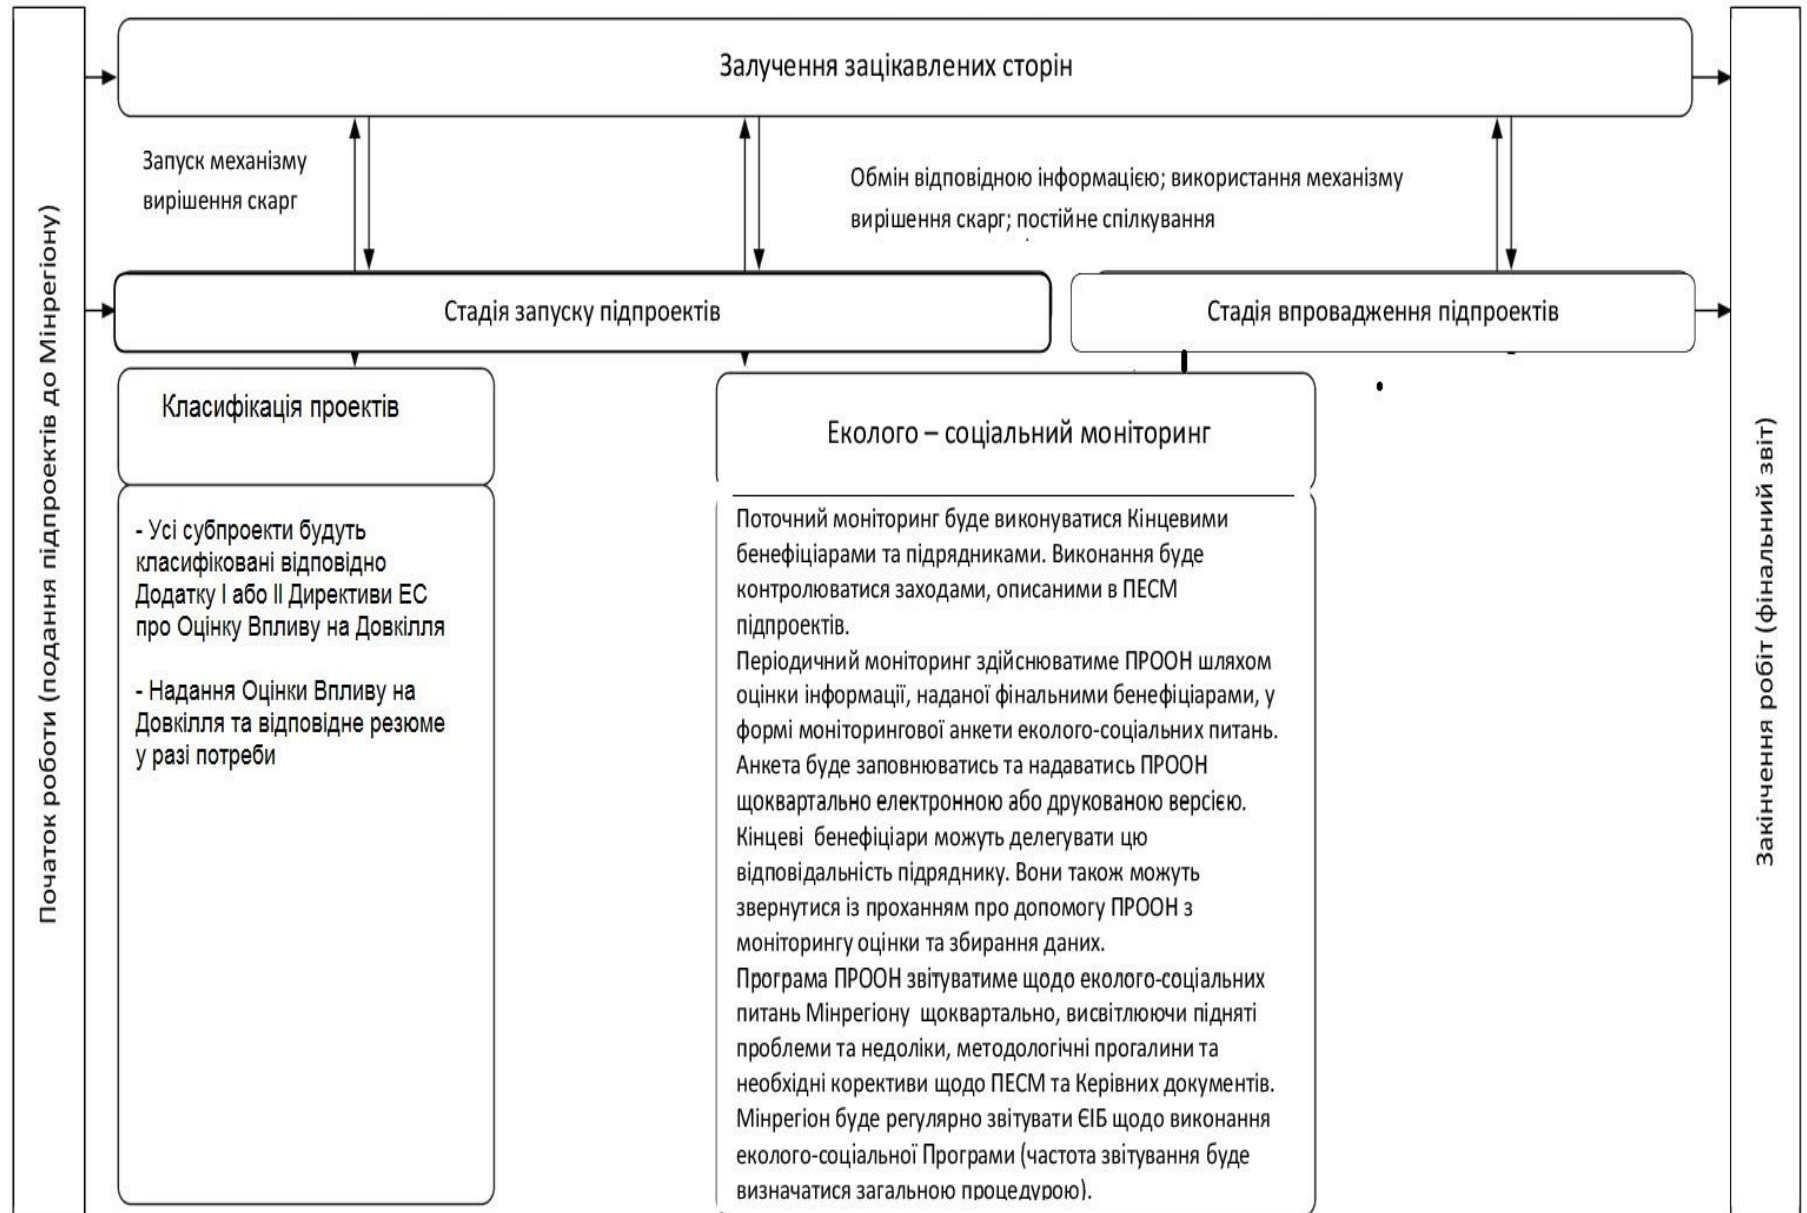 Початок роботи (подання підпроектів до Мінрегіону)
Залучення зацікавлених сторін
Запуск механізму
вирішення скарг
Обмін відповідною інформацією; використання механізму
вирішення скарг; постійне спілкування
Стадія запуску підпроектів
Стадія впровадження підпроектів
Класифікація проектів
- Усі субпроекти будуть
класифіковані відповідно
Додатку І або ІІ Директиви ЕС
про Оцінку Впливу на Довкілля
- Надання Оцінки Впливу на
Довкілля та відповідне резюме
у разі потреби
Еколого – соціальний моніторинг
Поточний моніторинг буде виконуватися Кінцевими
бенефіціарами та підрядниками. Виконання буде
контролюватися заходами, описаними в ПЕСМ
підпроектів.
Періодичний моніторинг здійснюватиме ПРООН шляхом
оцінки інформації, наданої фінальними бенефіціарами, у
формі моніторингової анкети еколого-соціальних питань.
Анкета буде заповнюватись та надаватись ПРООН
щоквартально електронною або друкованою версією.
Кінцеві бенефіціари можуть делегувати цю
відповідальність підряднику. Вони також можуть
звернутися із проханням про допомогу ПРООН з
моніторингу оцінки та збирання даних.
Програма ПРООН звітуватиме щодо еколого-соціальних
питань Мінрегіону щоквартально, висвітлюючи підняті
проблеми та недоліки, методологічні прогалини та
необхідні корективи щодо ПЕСМ та Керівних документів.
Мінрегіон буде регулярно звітувати ЄІБ щодо виконання
еколого-соціальної Програми (частота звітування буде
визначатися загальною процедурою).
Закінчення робіт (фінальний звіт)